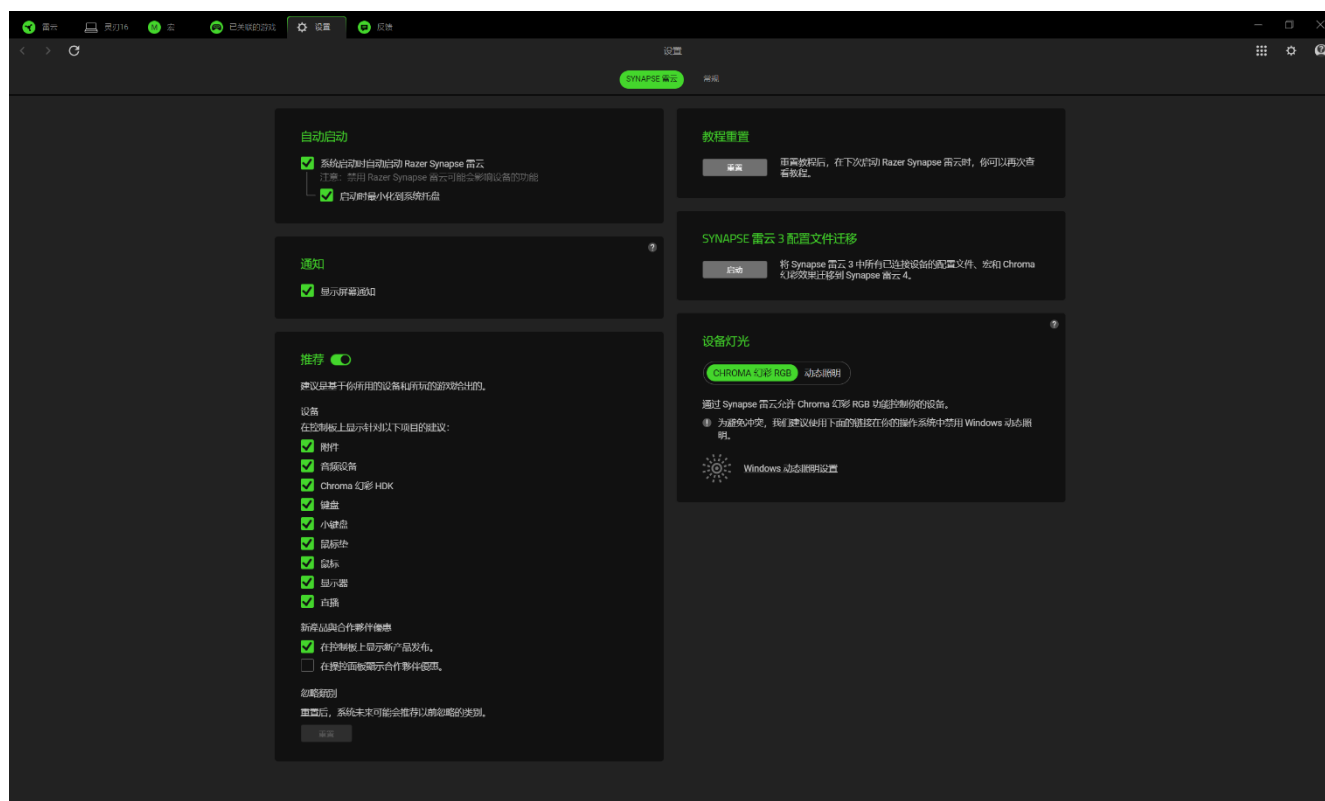 雷云 灵刃16 宏 已关联的游戏 设置 反馈
设置
SYNAPSE 雷云 常规
自动启动
系统启动时自动启动 Razer Synapse 雷云
注意：禁用 Razer Synapse 雷云可能会影响设备的功能
启动时最小化到系统托盘
通知
显示屏幕通知
推荐
建议是基于你所用的设备和所玩的游戏给出的。
设备
在控制板上显示针对以下项目的建议：
附件
音频设备
Chroma 幻彩 HDK
键盘
小键盘
鼠标垫
鼠标
显示器
直播
新產品與合作夥伴優惠
在控制板上显示新产品发布。
在操控面板顯示合作夥伴優惠。
忽略類別
重置后，系统未来可能会推荐以前忽略的类别。
重置
教程重置
重置
重置教程后，在下次启动 Razer Synapse 雷云时，你可以再次查
看教程。
SYNAPSE 雷云 3 配置文件迁移
启动
将 Synapse 雷云 3 中所有已连接设备的配置文件、宏和 Chroma
幻彩效果迁移到 Synapse 雷云 4。
设备灯光
CHROMA 幻彩 RGB 动态照明
通过 Synapse 雷云允许 Chroma 幻彩 RGB 功能控制你的设备。
为避免冲突，我们建议使用下面的链接在你的操作系统中禁用 Windows 动态照
明。
Windows 动态照明设置